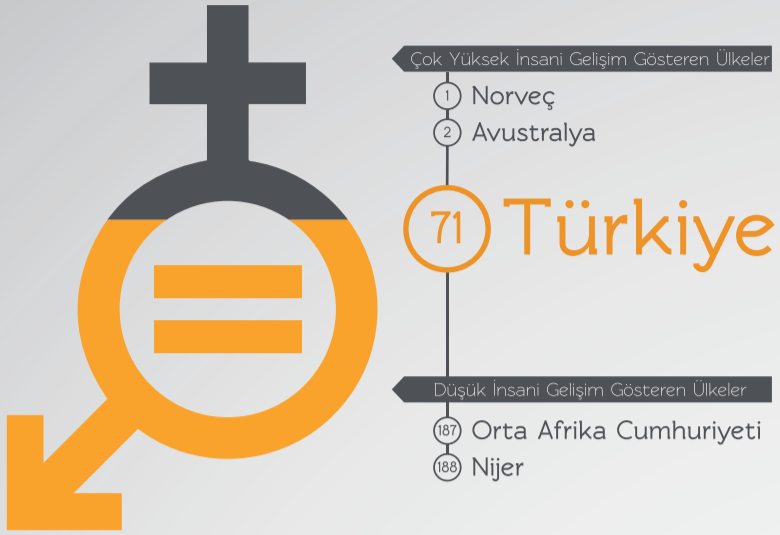 Çok Yüksek İnsani Gelişim Gösteren Ülkeler
1 Norveç
2 Avustralya
71 Türkiye
Düşük İnsani Gelişim Gösteren Ülkeler
187 Orta Afrika Cumhuriyeti
188 Nijer